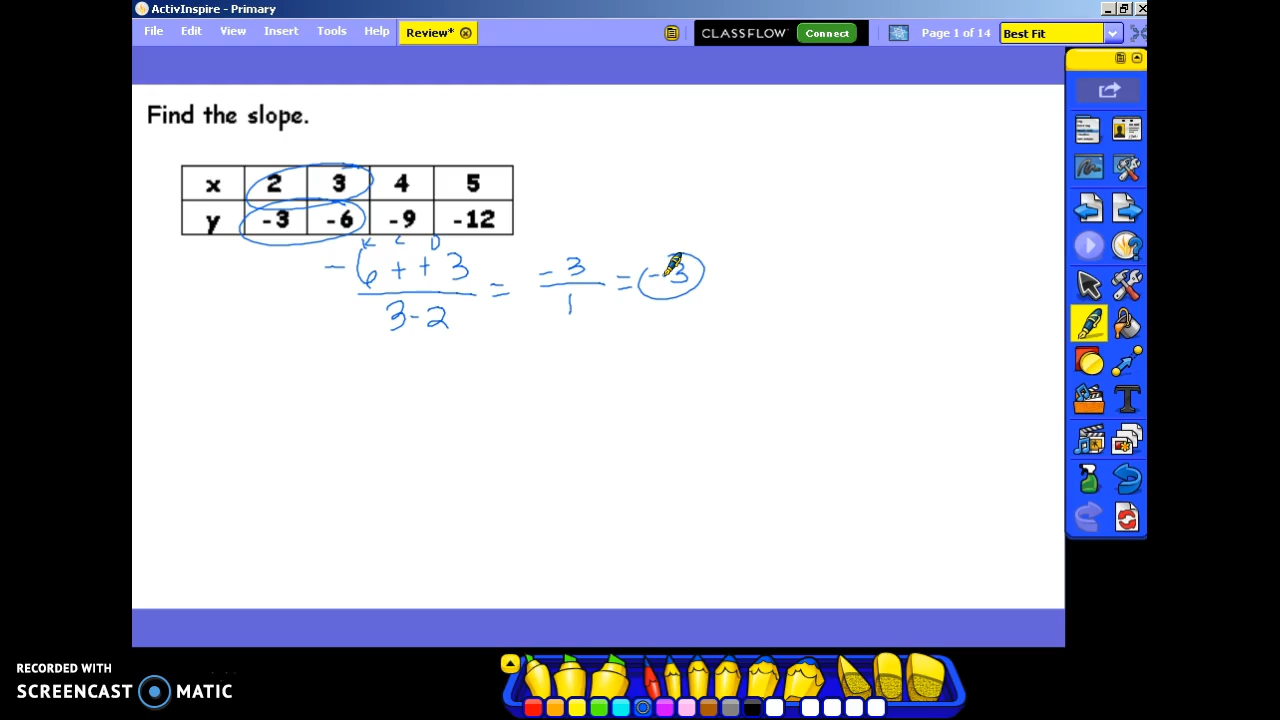 ActivInspire - Primary
File Edit View Insert Tools Help Review* CLASSFLOW Connect Page 1 of 14 Best Fit
Find the slope.
x 2 3 4 5
y -3 -6 -9 -12
K C D
-6 + + 3 = -3 = -3
3-2 1
RECORDED WITH
SCREENCAST MATIC